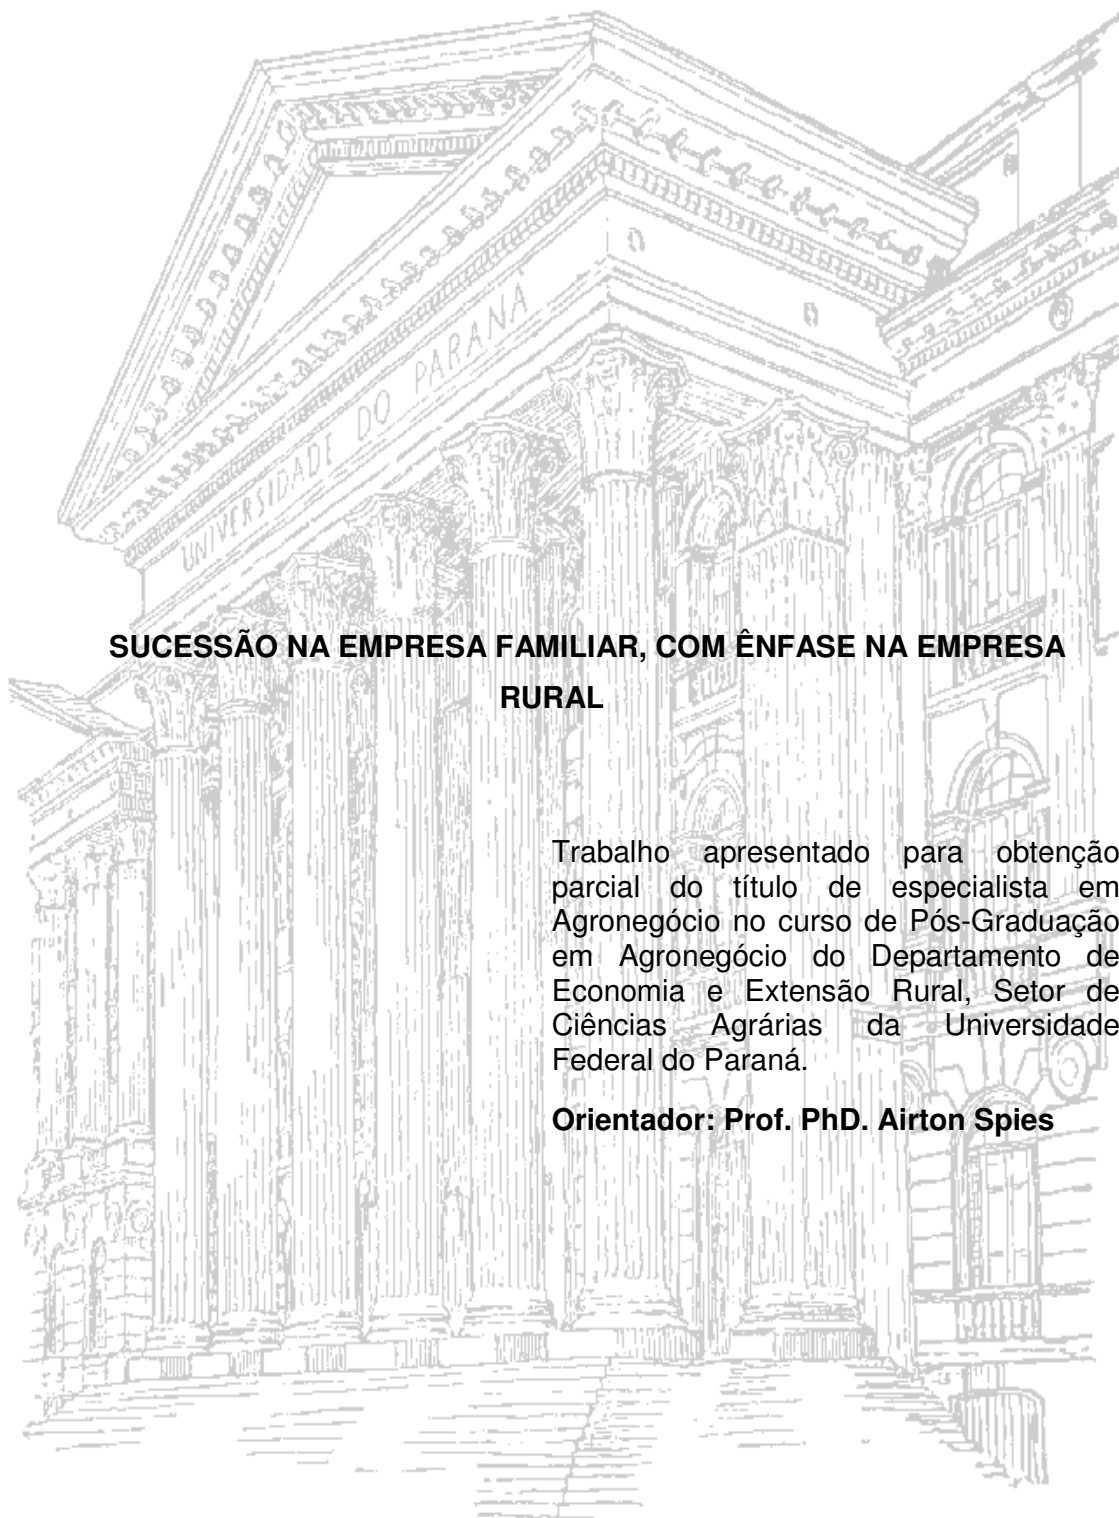 UNIVERSIDADE DO PARANÁ
SUCESSÃO NA EMPRESA FAMILIAR, COM ÊNFASE NA EMPRESA
RURAL
Trabalho apresentado para obtenção
parcial do título de especialista em
Agronegócio no curso de Pós-Graduação
em Agronegócio do Departamento de
Economia e Extensão Rural, Setor de
Ciências Agrárias da Universidade
Federal do Paraná.
Orientador: Prof. PhD. Airton Spies